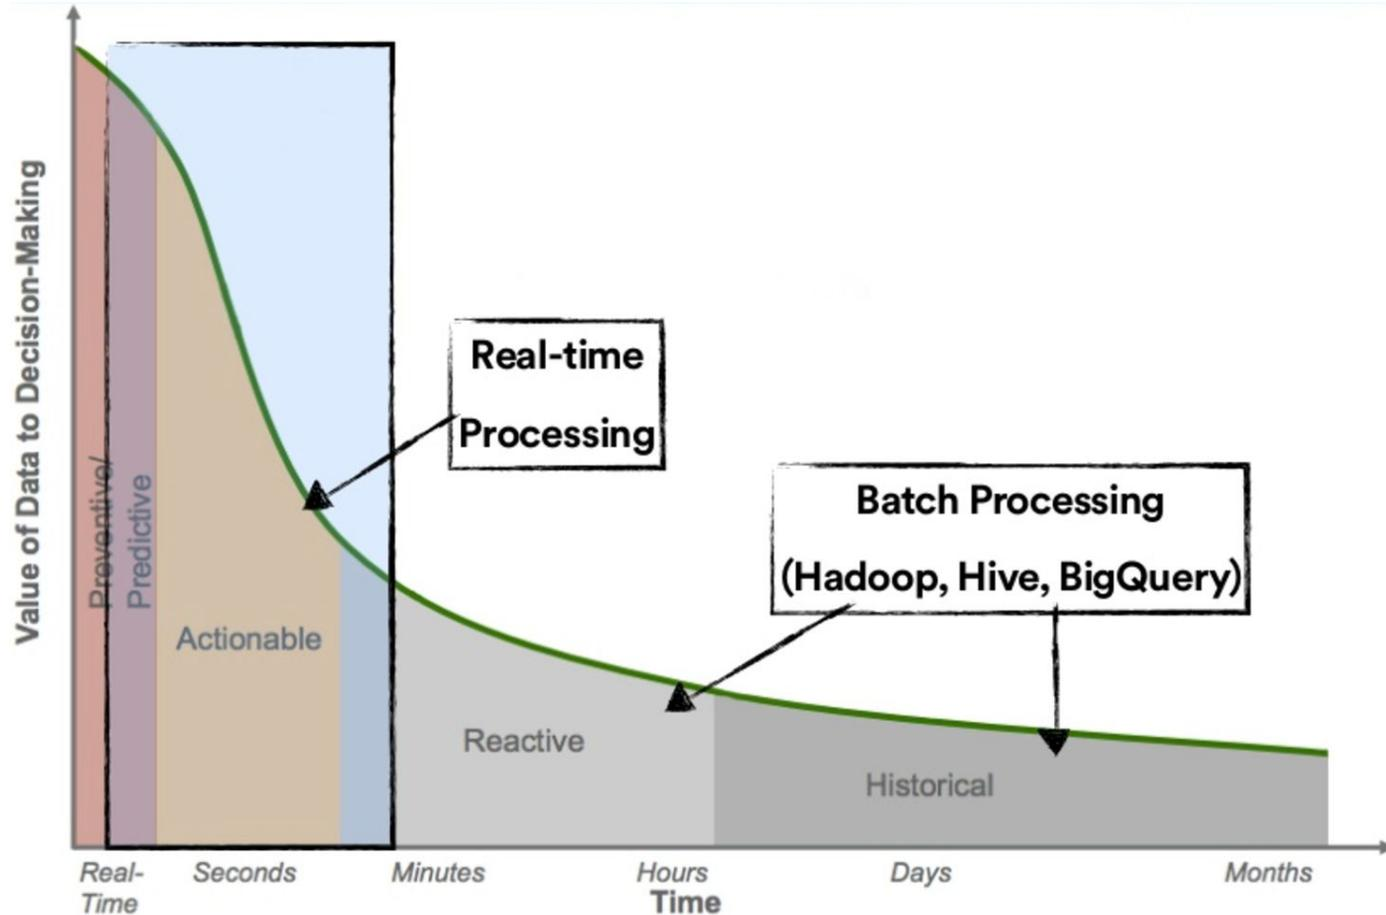 Value of Data to Decision-Making
Preventive/
Predictive
Actionable
Real-time
Processing
Batch Processing
(Hadoop, Hive, BigQuery)
Reactive
Historical
Real-
Time
Seconds
Minutes
Hours
Days
Months
Time